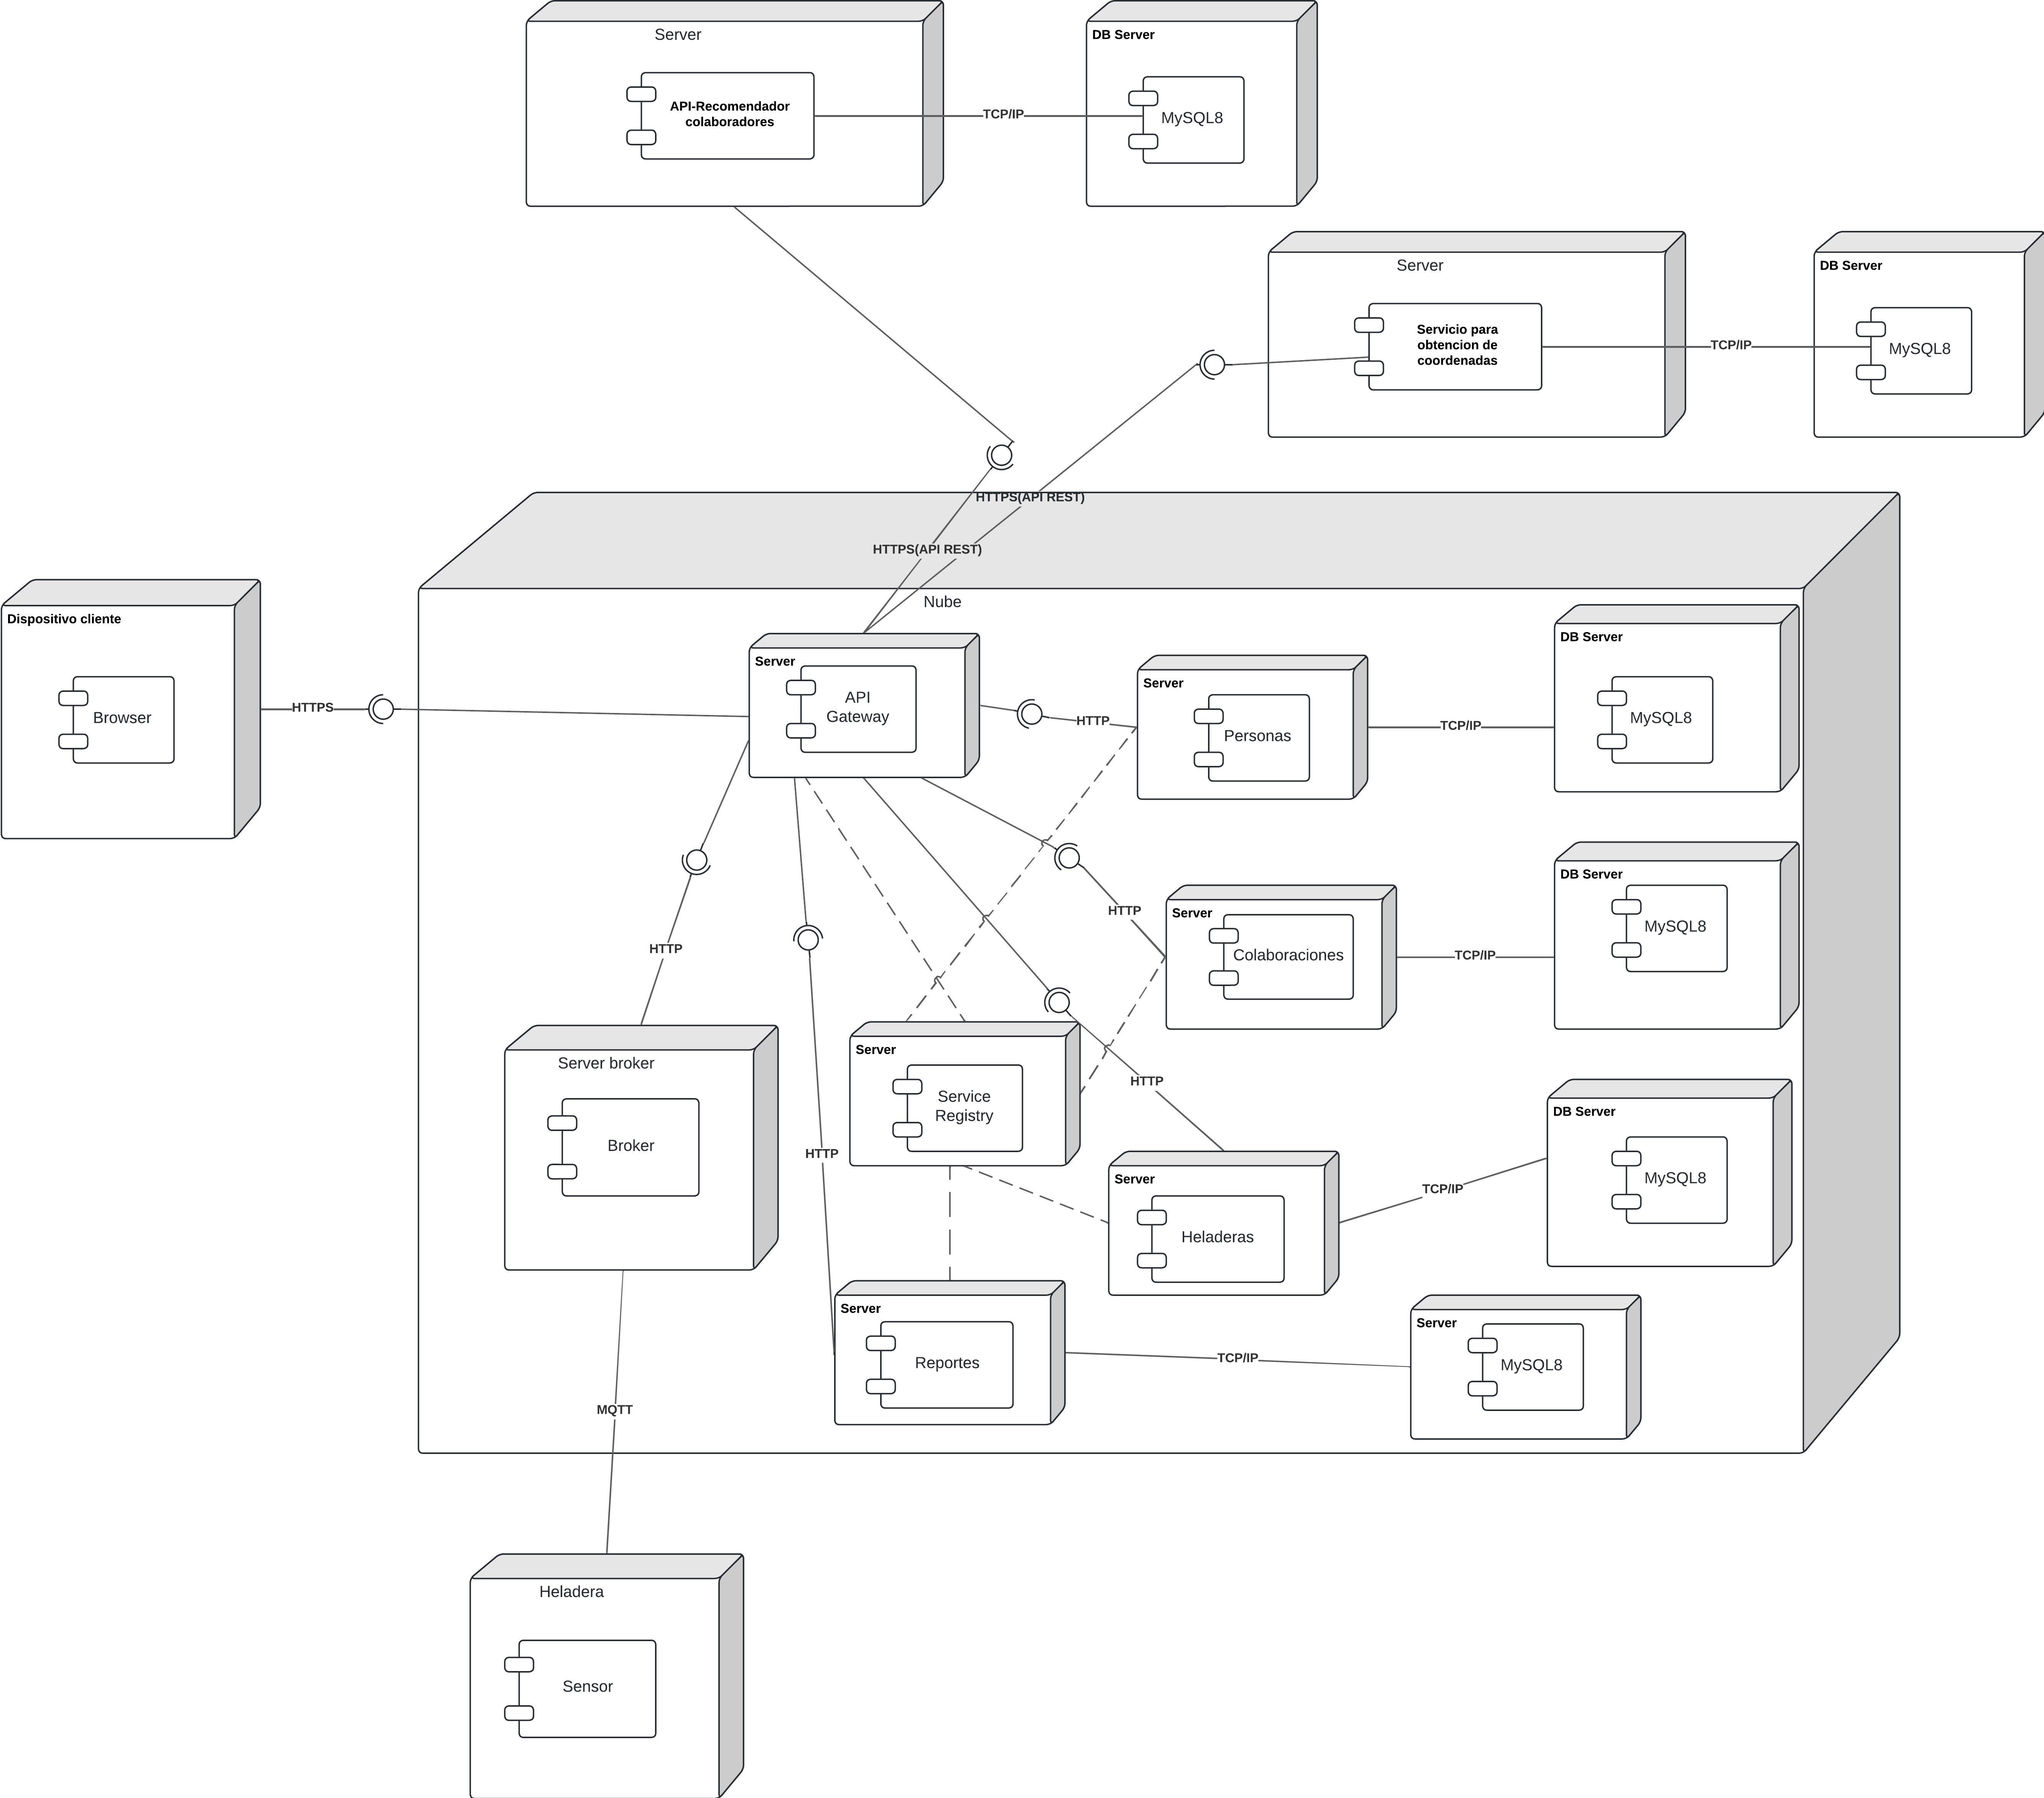 Server
DB Server
API-Recomendador
colaboradores
TCP/IP
MySQL8
Server
DB Server
Servicio para
obtencion de
coordenadas
TCP/IP
MySQL8
HTTPS(API REST)
HTTPS(API REST)
Nube
Dispositivo cliente
Browser
HTTPS
Server
API
Gateway
HTTP
Server
Personas
TCP/IP
DB Server
MySQL8
HTTP
HTTP
Server
Colaboraciones
TCP/IP
DB Server
MySQL8
Server broker
Broker
Server
Service
Registry
HTTP
HTTP
Server
Heladeras
TCP/IP
DB Server
MySQL8
Server
Reportes
TCP/IP
Server
MySQL8
MQTT
Heladera
Sensor